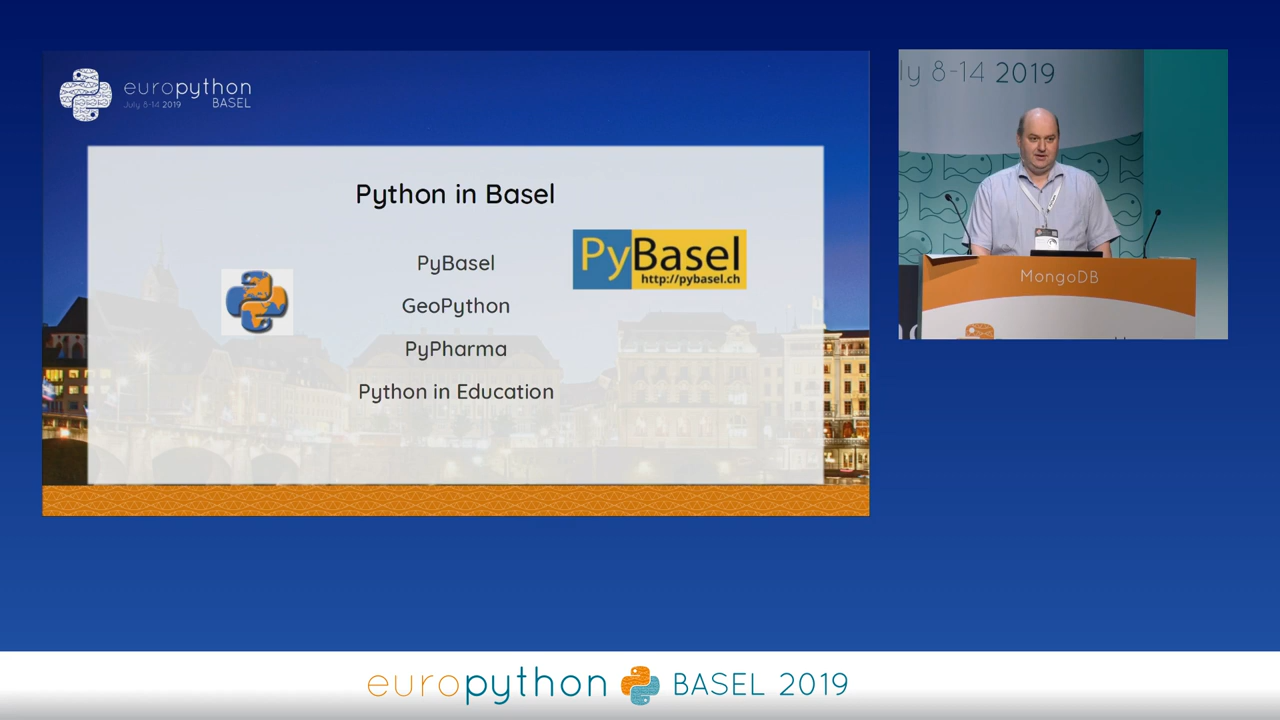 europython
July 8-14 2019 BASEL
Python in Basel
PyBasel
GeoPython
PyPharma
Python in Education
PyBasel
http://pybasel.ch
ly 8-14 2019
MongoDB
europython BASEL 2019